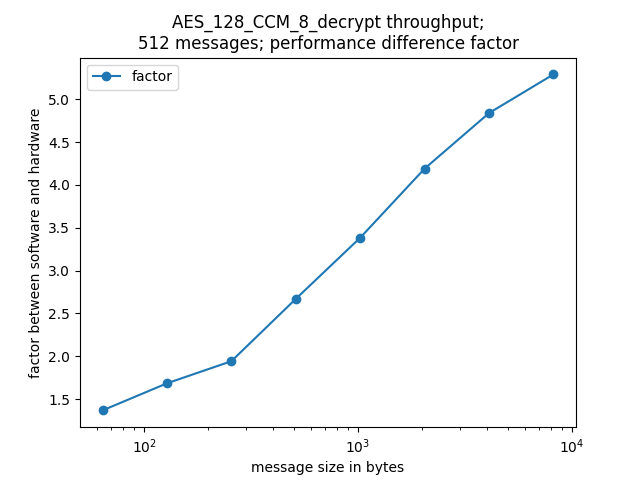 AES_128_CCM_8_decrypt throughput;
512 messages; performance difference factor
factor
factor between software and hardware
5.0
4.5
4.0
3.5
3.0
2.5
2.0
1.5
10²
10³
10⁴
message size in bytes